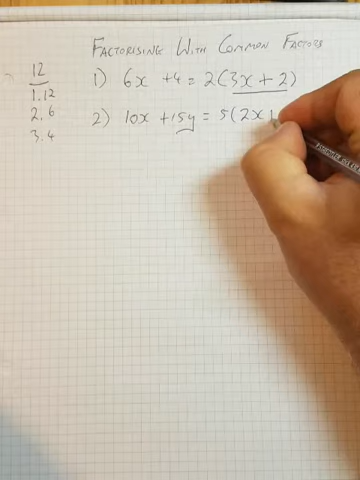 Factorising With Common Factors
12
1.12
2.6
3.4
1) 6x + 4 = 2(3x + 2)
2) 10x + 15y = 5(2x